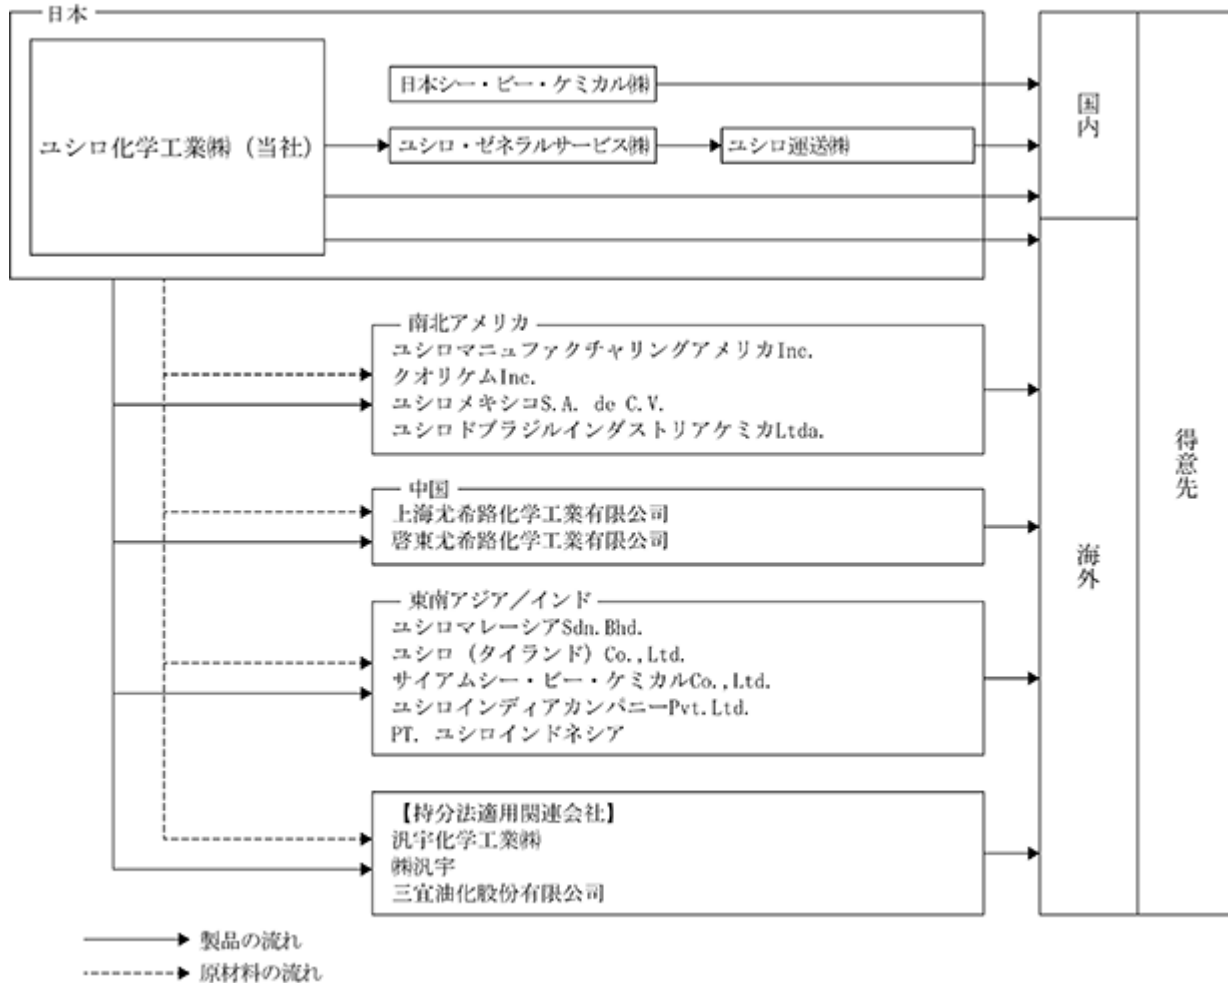 日本
日本シー・ビー・ケミカル㈱
ユシロ化学工業㈱（当社）
ユシロ・ゼネラルサービス㈱
ユシロ運送㈱
国内
南北アメリカ
ユシロマニュファクチャリングアメリカInc.
クオリケムInc.
ユシロメキシコS.A. de C.V.
ユシロドブラジルインダストリアケミカLtda.
得意先
中国
上海尤希路化学工業有限公司
啓東尤希路化学工業有限公司
海外
東南アジア／インド
ユシロマレーシアSdn.Bhd.
ユシロ（タイランド）Co.,Ltd.
サイアムシー・ビー・ケミカルCo.,Ltd.
ユシロインディアカンパニーPvt.Ltd.
PT. ユシロインドネシア
【持分法適用関連会社】
汎宇化学工業㈱
㈱汎宇
三宜油化股份有限公司
製品の流れ
原材料の流れ